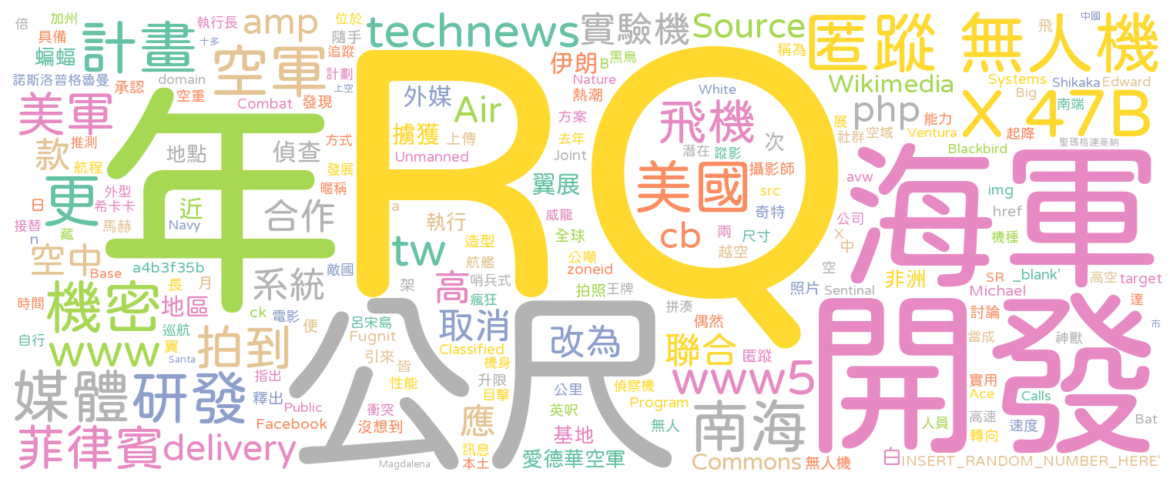 倍 加州 執行長 amp 位於 technews 實驗機 Source 匿蹤 無人機 中國 飛
具備 計畫 隨手 稱為
蝙蝠 十多 空軍 追蹤 伊朗 B 黑鳥 Wikimedia Systems Shikaka Edward
諾斯洛普格魯曼 承認 domain 計劃 外媒 熱潮 Nature White Big
美軍 空重 Combat 發現 上空 Air 方案 飛機 php 南端 X 47B
推測 年 方式 擄獲 上傳 去年 展 能力 起降
款 地點 偵查 RQ Unmanned Joint 潛在 次 社群 空域 Ventura
航程 發展 蹤影 攝影師 Blackbird 聖瑪格達萊納
更 外型 暱稱 翼展 美國 src avw 海軍
日 希卡卡 近 合作 a 威龍 奇特 img
接替 馬赫 執行 cb 公司 href
n 藏 Navy tw 造型 全球 兩 尺寸 X 機種
空中 Base a4b3f35b 敵國 航艦 公噸 越空 中 SR _blank'
系統 高 哨兵式 zoneid 非洲 高空 target
機密 長 月 架 瘋狂 拍照 王牌 照片 空 Sentinal Michael
時間 地區 ck 電影 便 呂宋島 取消 拼湊 偶然 討論 達
巡航 Fugnit 改為 聯合 當成 神獸 市
自行 www 翼 拍到 公尺 Classified 匿蹤 開發
Santa 引來 機身 www5
媒體 研發 指出 皆 升限 公里 偵察機 實用
釋出 性能 目擊 英呎 Program Ace Calls
Public 衝突 應 無人 南海 高速 速度
菲律賓 delivery Facebook 沒想到 基地 人員 轉向 Bat
訊息 愛德華空軍 Commons 無人機 白 INSERT_RANDOM_NUMBER_HERE'
Magdalena 本土